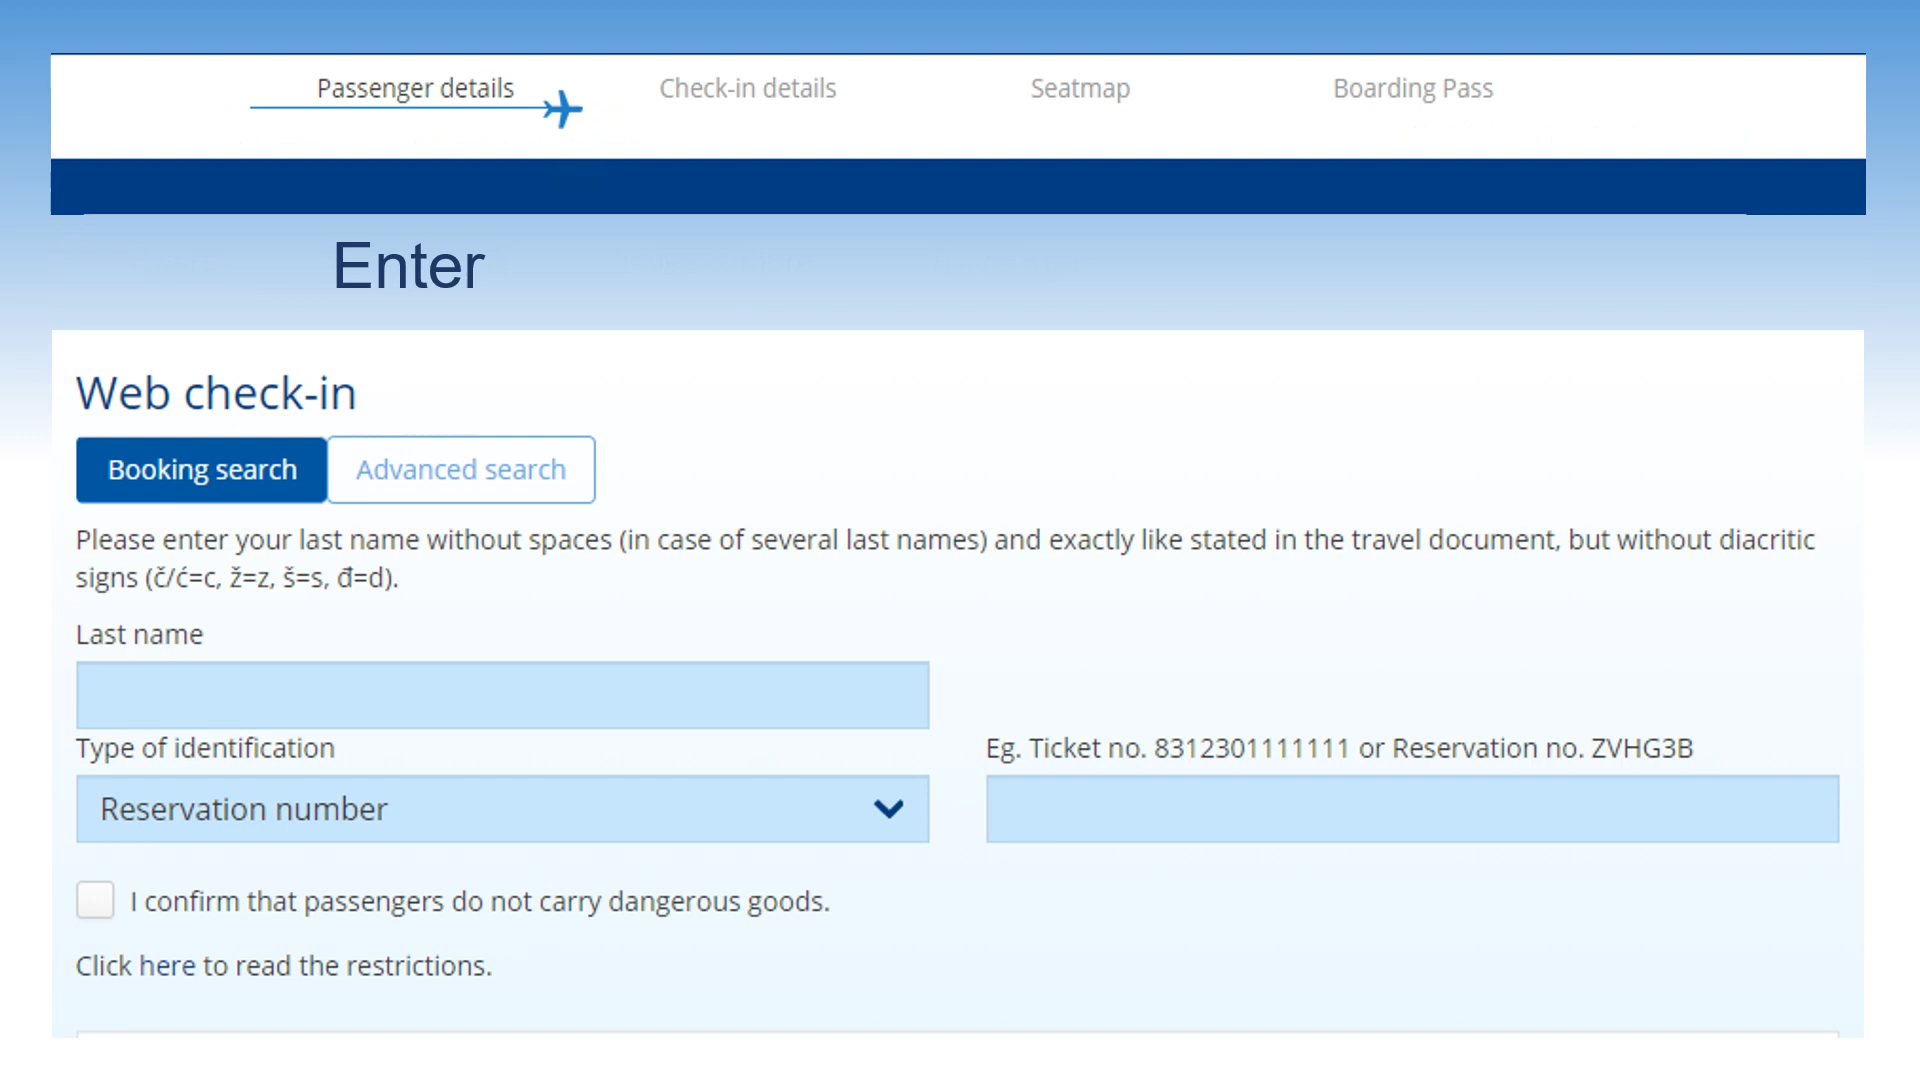 Passenger details Check-in details Seatmap Boarding Pass
Enter
Web check-in
Booking search Advanced search
Please enter your last name without spaces (in case of several last names) and exactly like stated in the travel document, but without diacritic
signs (č/ć=c, ž=z, š=s, đ=d).
Last name
Type of identification Eg. Ticket no. 8312301111111 or Reservation no. ZVHG3B
Reservation number
I confirm that passengers do not carry dangerous goods.
Click here to read the restrictions.